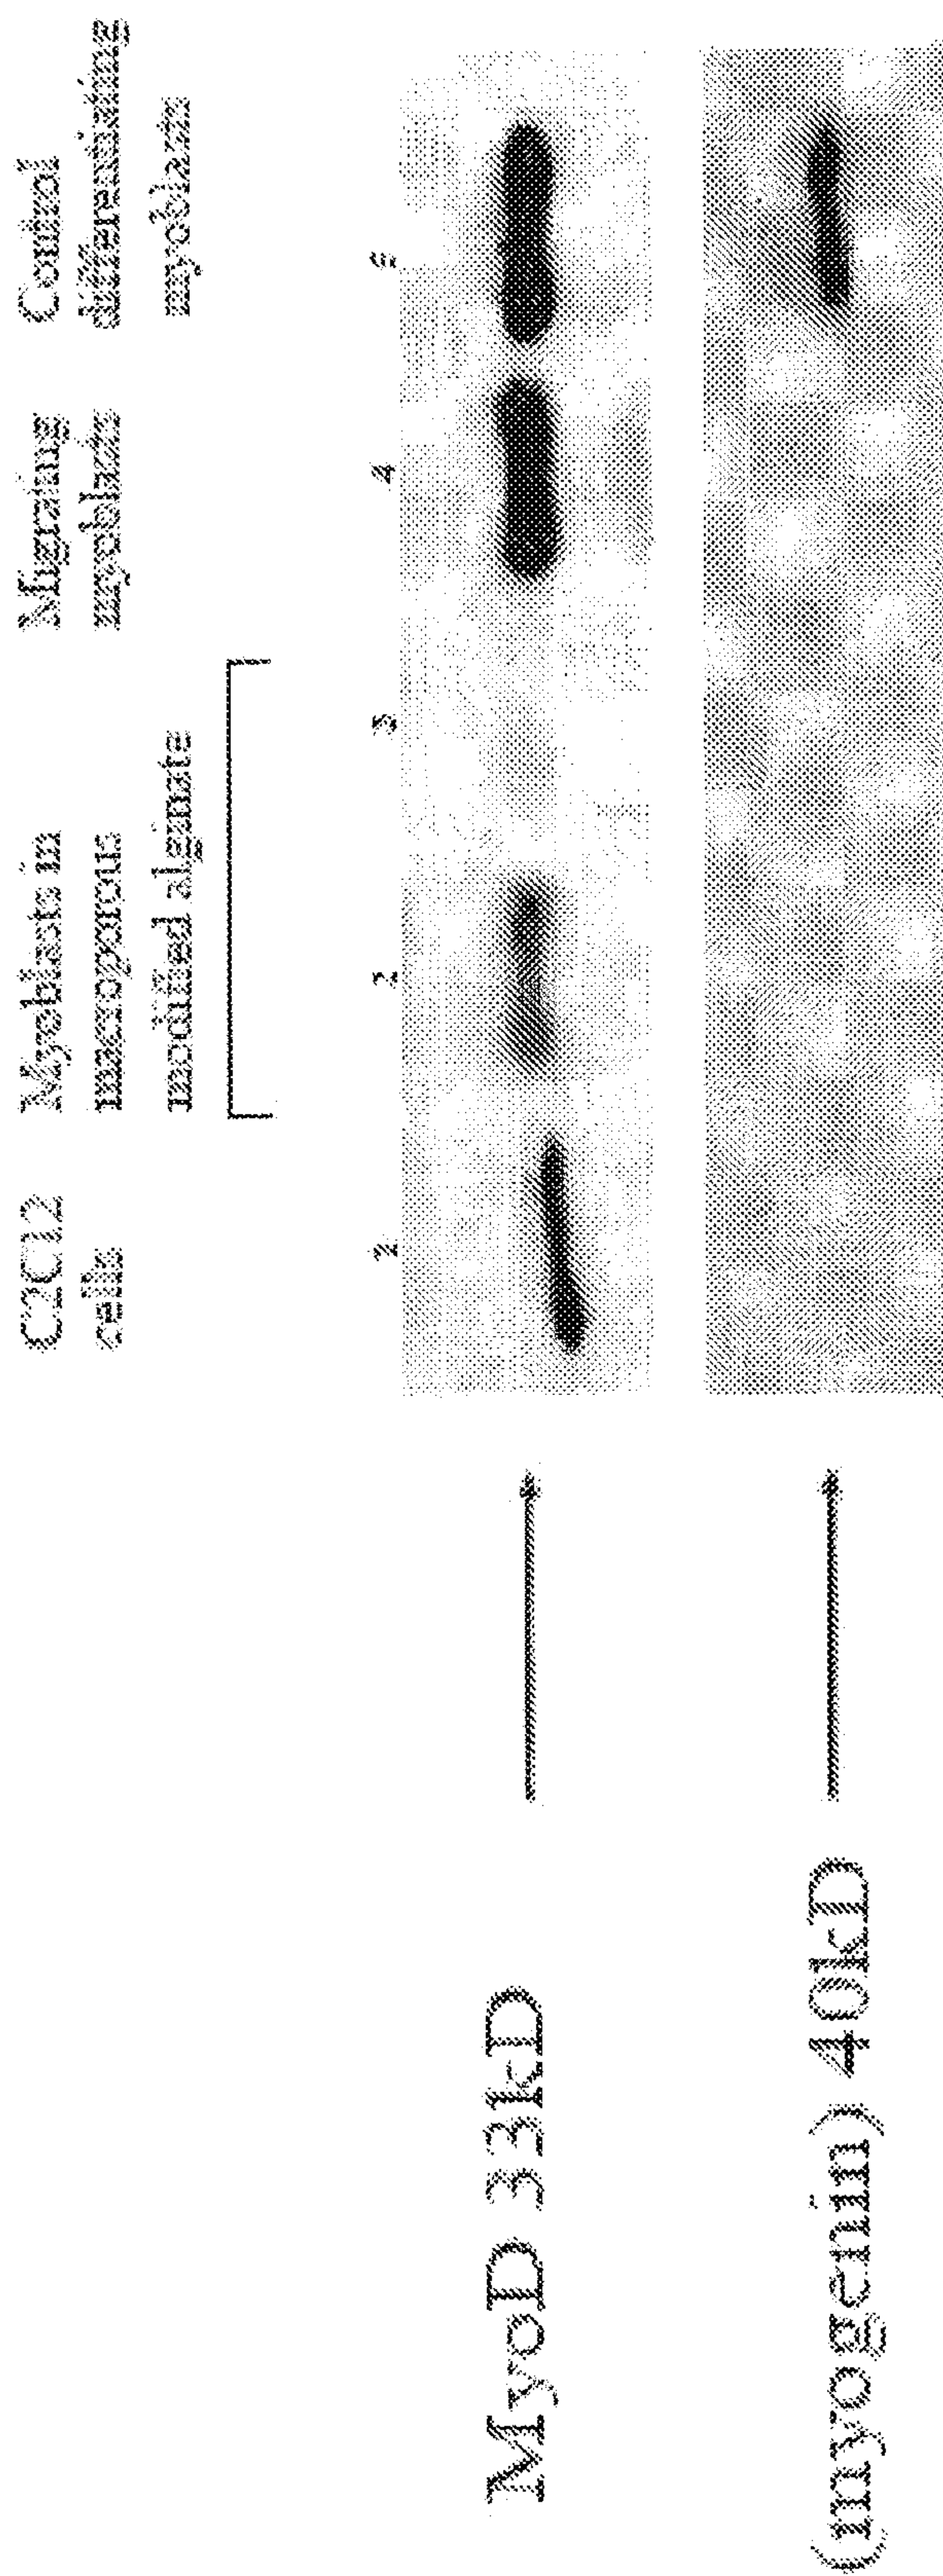 C2C12
cells
Myoblasts in
macroporous
modified alginate
Migrating
myoblasts
Control
differentiating
myoblasts
2 2 3 4 5
MyoD 33kD
(myogenin) 40kD